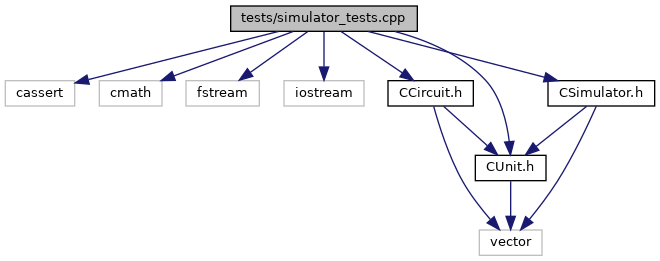 tests/simulator_tests.cpp
cassert
cmath
fstream
iostream
CCircuit.h
CSimulator.h
CUnit.h
vector